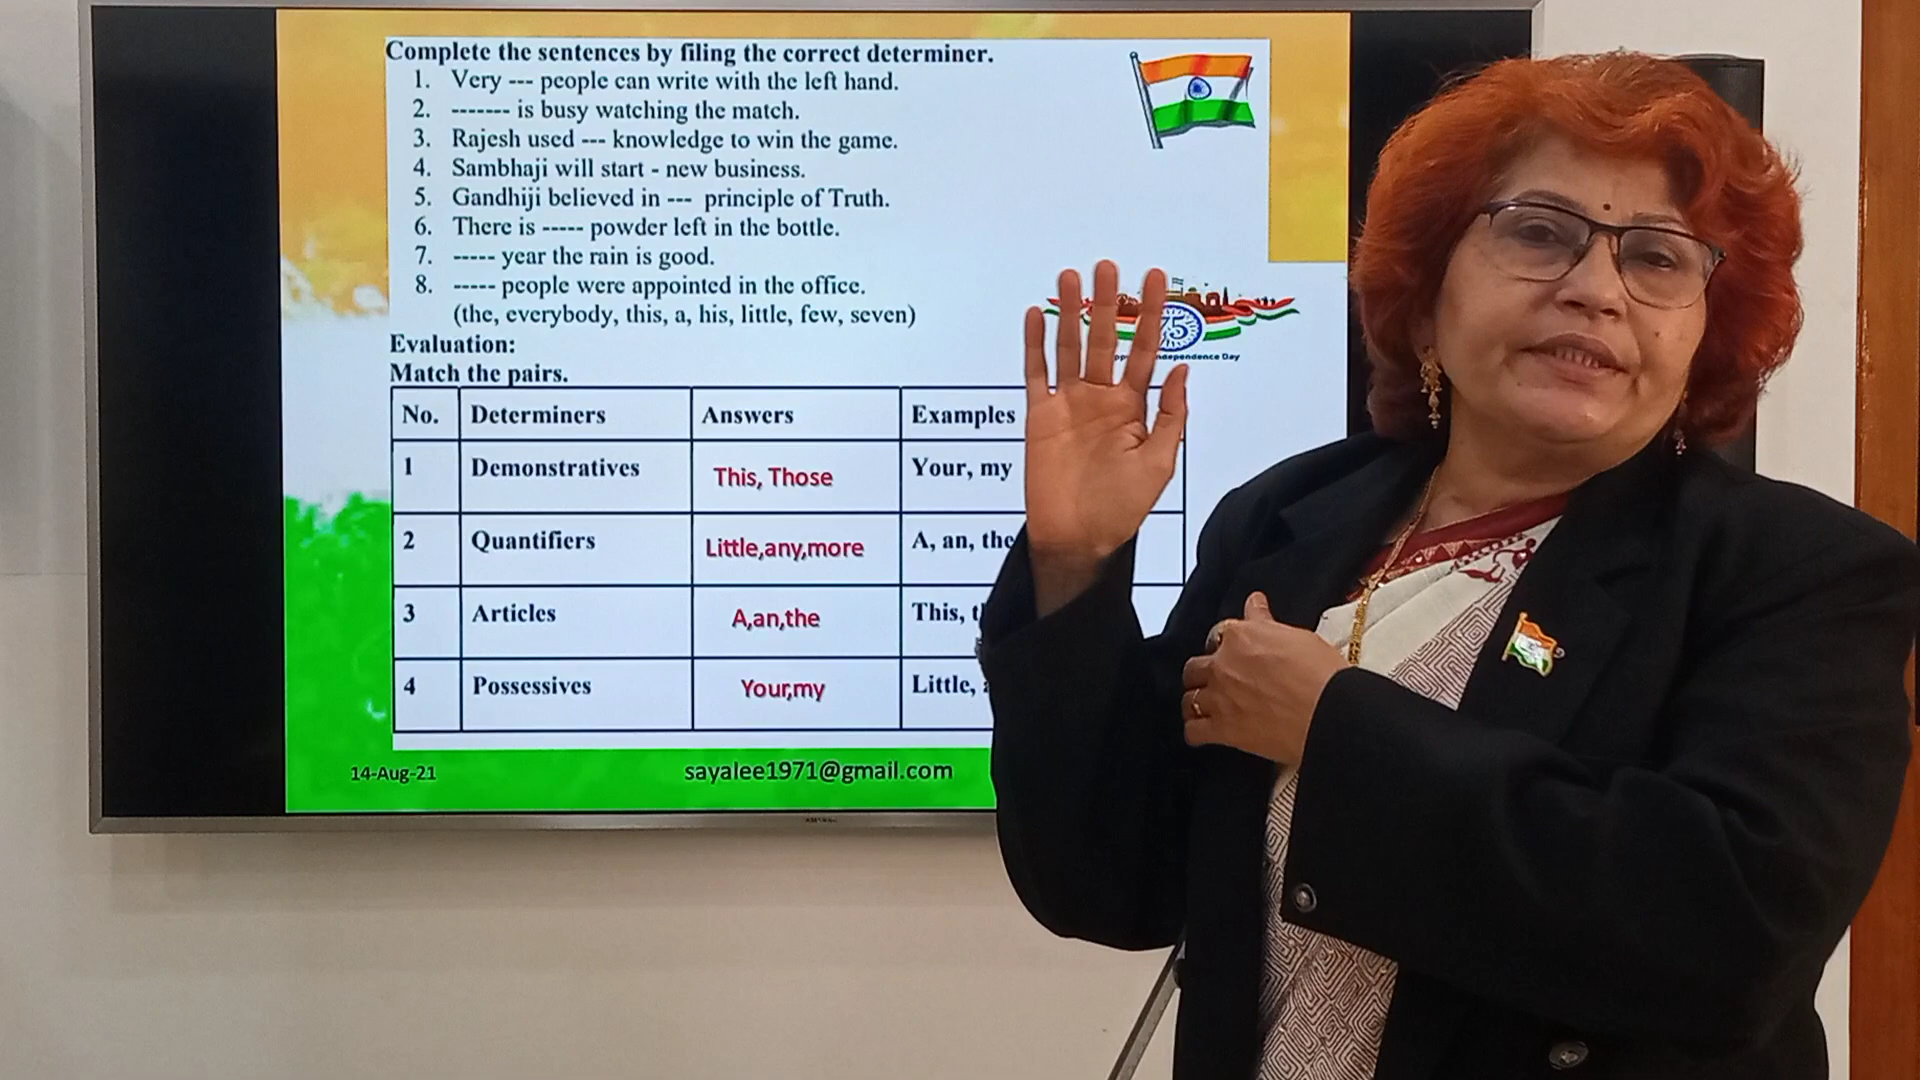 Complete the sentences by filing the correct determiner.
1. Very --- people can write with the left hand.
2. ------- is busy watching the match.
3. Rajesh used --- knowledge to win the game.
4. Sambhaji will start - new business.
5. Gandhiji believed in --- principle of Truth.
6. There is ----- powder left in the bottle.
7. ----- year the rain is good.
8. ----- people were appointed in the office.
(the, everybody, this, a, his, little, few, seven)
75
Independence Day
Evaluation:
Match the pairs.
No. Determiners Answers Examples
1 Demonstratives This, Those Your, my
2 Quantifiers Little,any,more A, an, the
3 Articles A,an,the This,
4 Possessives Your,my Little,
14-Aug-21 sayalee1971@gmail.com